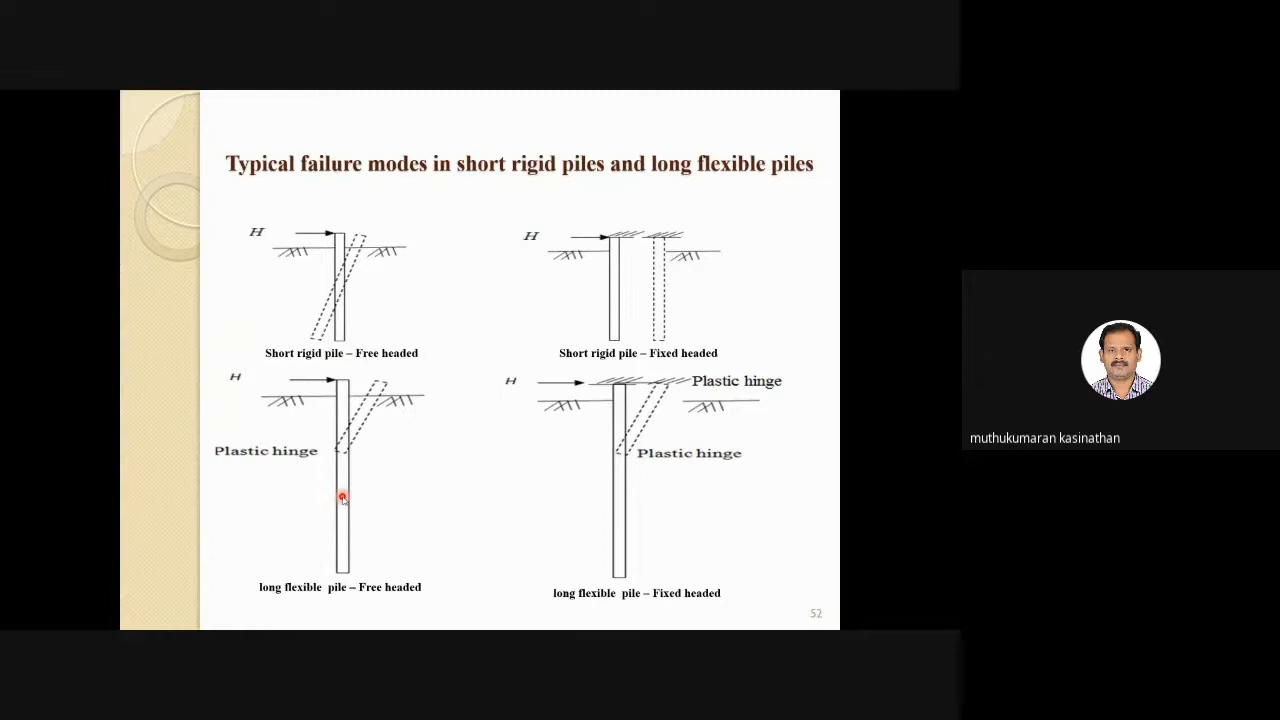 Typical failure modes in short rigid piles and long flexible piles
H
H
Short rigid pile – Free headed
Short rigid pile – Fixed headed
H
H
Plastic hinge
Plastic hinge
Plastic hinge
long flexible pile – Free headed
long flexible pile – Fixed headed
52
muthukumaran kasinathan